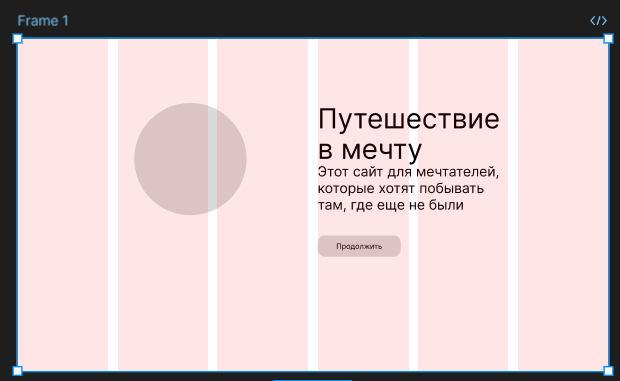 Frame 1
Путешествие
в мечту
Этот сайт для мечтателей,
которые хотят побывать
там, где еще не были
Продолжить